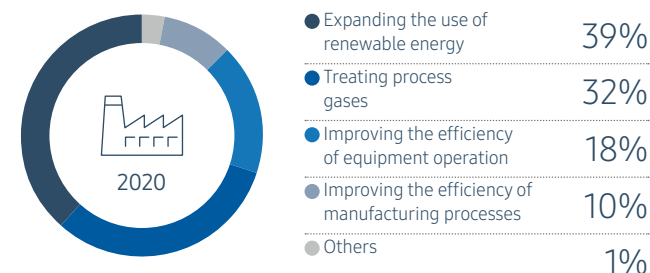 2020
Expanding the use of
renewable energy
39%
Treating process
gases
32%
Improving the efficiency
of equipment operation
18%
Improving the efficiency of
manufacturing processes
10%
Others
1%